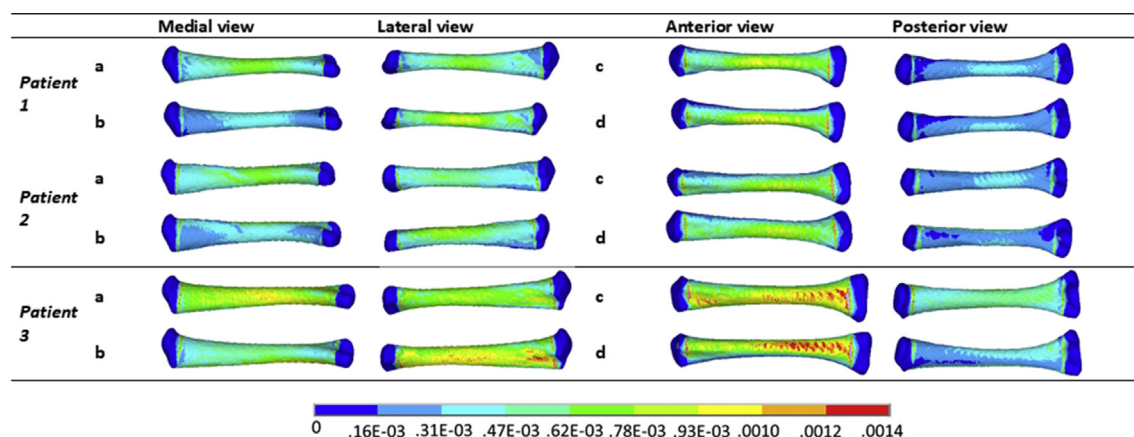 Medial view Lateral view Anterior view Posterior view
Patient 1
a c
b d
Patient 2
a c
b d
Patient 3
a c
b d
0 .16E-03 .31E-03 .47E-03 .62E-03 .78E-03 .93E-03 .0010 .0012 .0014